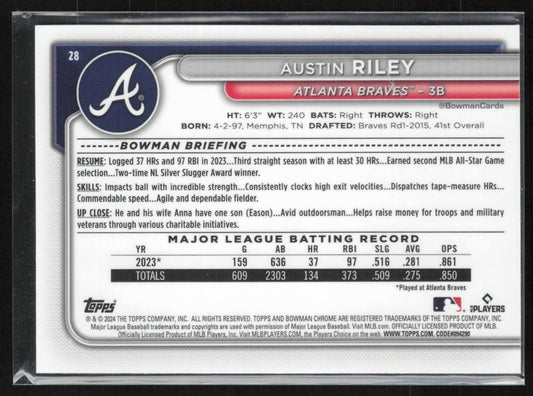 28
A
AUSTIN RILEY
ATLANTA BRAVES™ – 3B
@BowmanCards
HT: 6'3" WT: 240 BATS: Right THROWS: Right
BORN: 4-2-97, Memphis, TN DRAFTED: Braves Rd1-2015, 41st Overall
BOWMAN BRIEFING
RESUME: Logged 37 HRs and 97 RBI in 2023...Third straight season with at least 30 HRs...Earned second MLB All-Star Game
selection...Two-time NL Silver Slugger Award winner.
SKILLS: Impacts ball with incredible strength...Consistently clocks high exit velocities...Dispatches tape-measure HRs...
Commendable speed...Agile and dependable fielder.
UP CLOSE: He and his wife Anna have one son (Eason)...Avid outdoorsman...Helps raise money for troops and military
veterans through various charitable initiatives.
MAJOR LEAGUE BATTING RECORD
YR G AB HR RBI SLG AVG OPS
2023* 159 636 37 97 .516 .281 .861
TOTALS 609 2303 134 373 .509 .275 .850
*Played at Atlanta Braves
Topps
MLB PLAYERS
® & © 2024 THE TOPPS COMPANY, INC. ALL RIGHTS RESERVED. TOPPS AND BOWMAN CHROME ARE REGISTERED TRADEMARKS OF THE TOPPS COMPANY, INC.
Major League Baseball trademarks and copyrights are used with permission of Major League Baseball. Visit MLB.com. OFFICIALLY LICENSED PRODUCT OF MLB.
Officially Licensed Product of MLB Players, Inc. Visit MLBPLAYERS.com, the Players Choice on the web. WWW.TOPPS.COM. CODE#094298